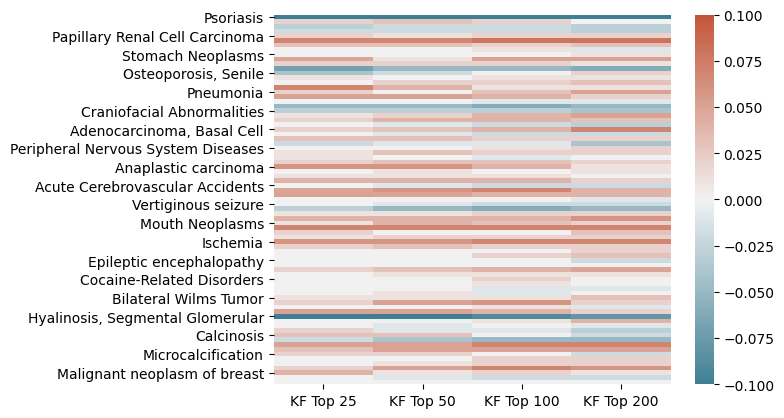 Psoriasis
Papillary Renal Cell Carcinoma
Stomach Neoplasms
Osteoporosis, Senile
Pneumonia
Craniofacial Abnormalities
Adenocarcinoma, Basal Cell
Peripheral Nervous System Diseases
Anaplastic carcinoma
Acute Cerebrovascular Accidents
Vertiginous seizure
Mouth Neoplasms
Ischemia
Epileptic encephalopathy
Cocaine-Related Disorders
Bilateral Wilms Tumor
Hyalinosis, Segmental Glomerular
Calcinosis
Microcalcification
Malignant neoplasm of breast
KF Top 25
KF Top 50
KF Top 100
KF Top 200
0.100
0.075
0.050
0.025
0.000
−0.025
−0.050
−0.075
−0.100